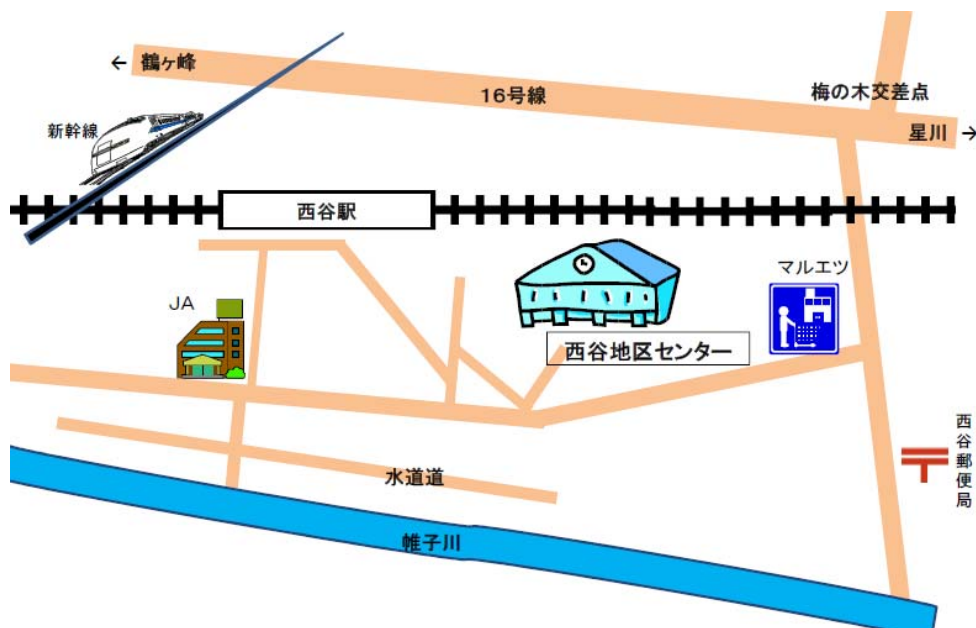 ← 鶴ヶ峰
16号線
梅の木交差点
星川 →
新幹線
西谷駅
マルエツ
JA
西谷地区センター
西谷郵便局
水道道
帷子川